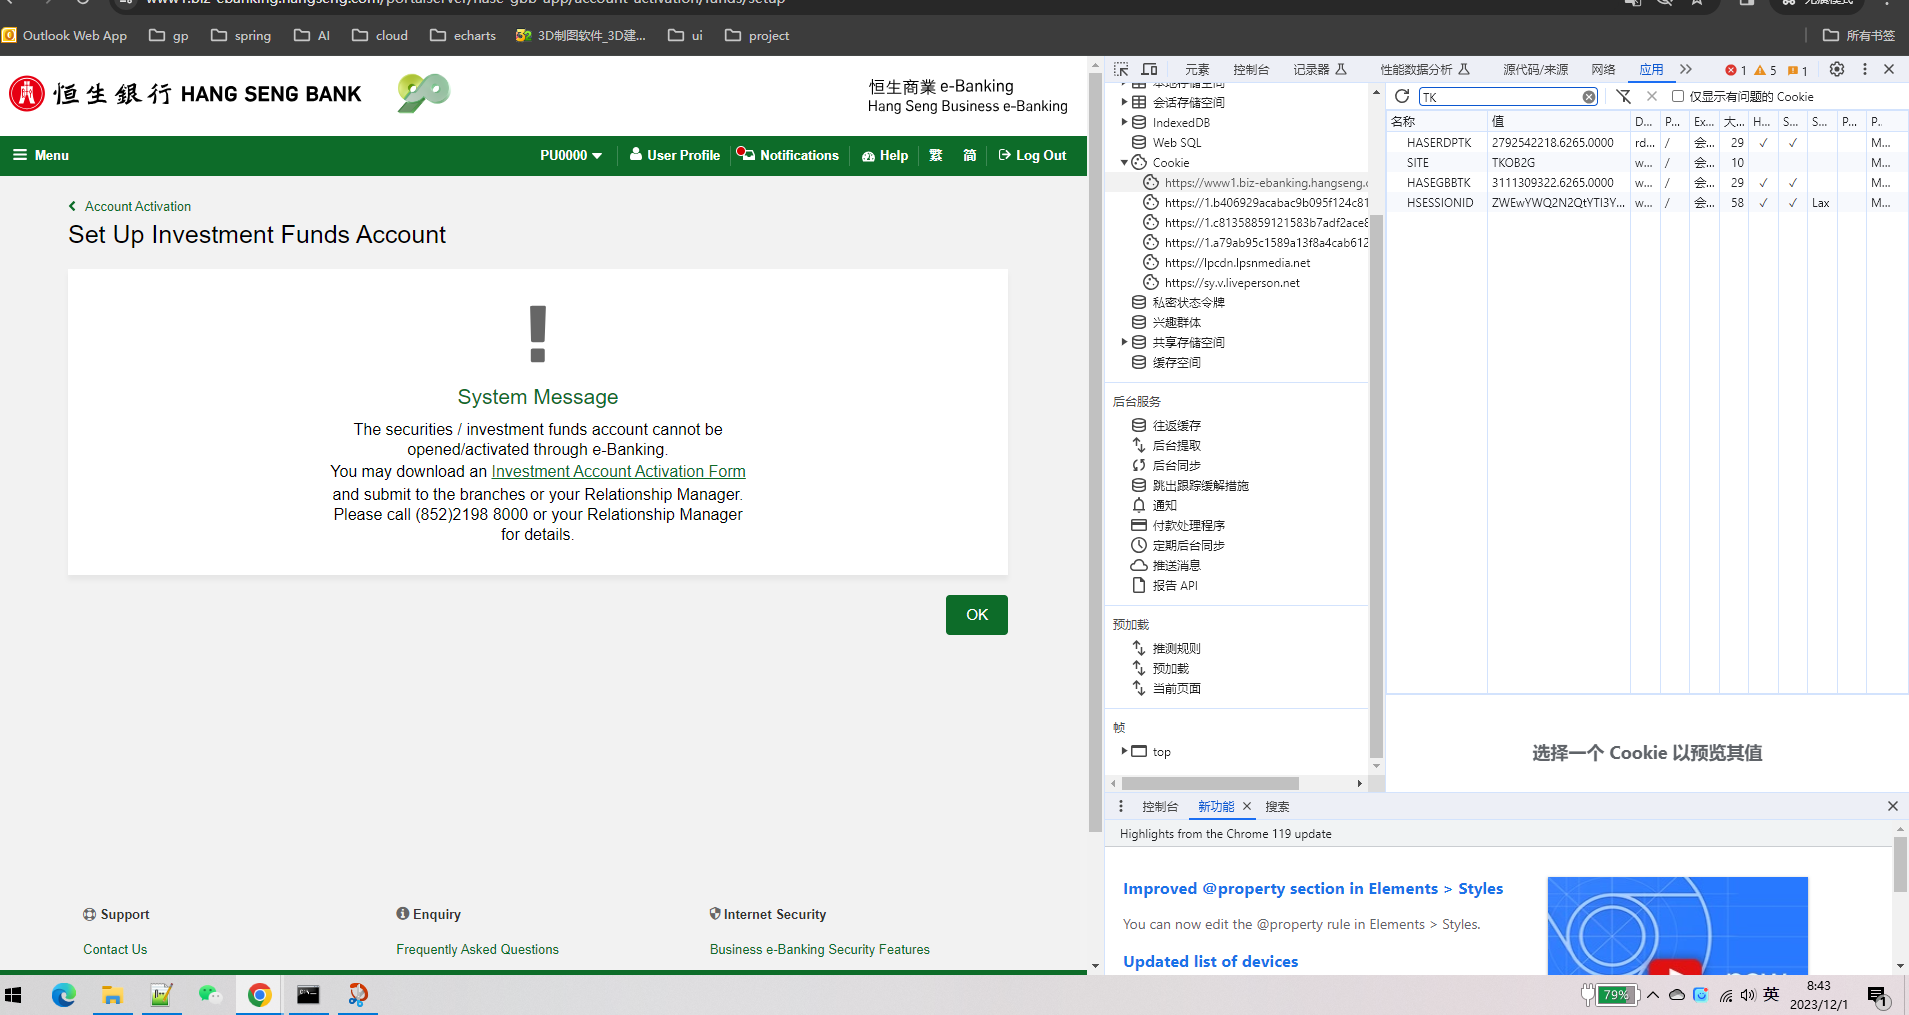 www1.biz-ebanking.hangseng.com/portalserver/hase-gbb-app/account-activation/funds/setup
无痕模式
Outlook Web App
gp
spring
AI
cloud
echarts
3D制图软件_3D建...
ui
project
所有书签
恒生銀行 HANG SENG BANK
恒生商業 e-Banking
Hang Seng Business e-Banking
Menu
PU0000
User Profile
Notifications
Help
繁
简
Log Out
Account Activation
Set Up Investment Funds Account
System Message
The securities / investment funds account cannot be
opened/activated through e-Banking.
You may download an Investment Account Activation Form
and submit to the branches or your Relationship Manager.
Please call (852)2198 8000 or your Relationship Manager
for details.
OK
Support
Enquiry
Internet Security
Contact Us
Frequently Asked Questions
Business e-Banking Security Features
元素
控制台
记录器
性能数据分析
源代码/来源
网络
应用
1
5
1
本地存储空间
会话存储空间
IndexedDB
Web SQL
Cookie
https://www1.biz-ebanking.hangseng.c
https://1.b406929acabac9b095f124c81
https://1.c81358859121583b7adf2ace8
https://1.a79ab95c1589a13f8a4cab612
https://lpcdn.lpsnmedia.net
https://sy.v.liveperson.net
私密状态令牌
兴趣群体
共享存储空间
缓存空间
后台服务
往返缓存
后台提取
后台同步
跳出跟踪缓解措施
通知
付款处理程序
定期后台同步
推送消息
报告 API
预加载
推测规则
预加载
当前页面
帧
top
TK
仅显示有问题的 Cookie
名称 值 D... P... Ex... 大... H... S... S... P... P.
HASERDPTK 2792542218.6265.0000 rd... / 会... 29 ✓ ✓ M...
SITE TKOB2G w... / 会... 10 M...
HASEGBBTK 3111309322.6265.0000 w... / 会... 29 ✓ ✓ M...
HSESSIONID ZWEwYWQ2N2QtYTI3Y... w... / 会... 58 ✓ ✓ Lax M...
选择一个 Cookie 以预览其值
控制台
新功能
搜索
Highlights from the Chrome 119 update
Improved @property section in Elements > Styles
You can now edit the @property rule in Elements > Styles.
Updated list of devices
79%
英
8:43
2023/12/1
1